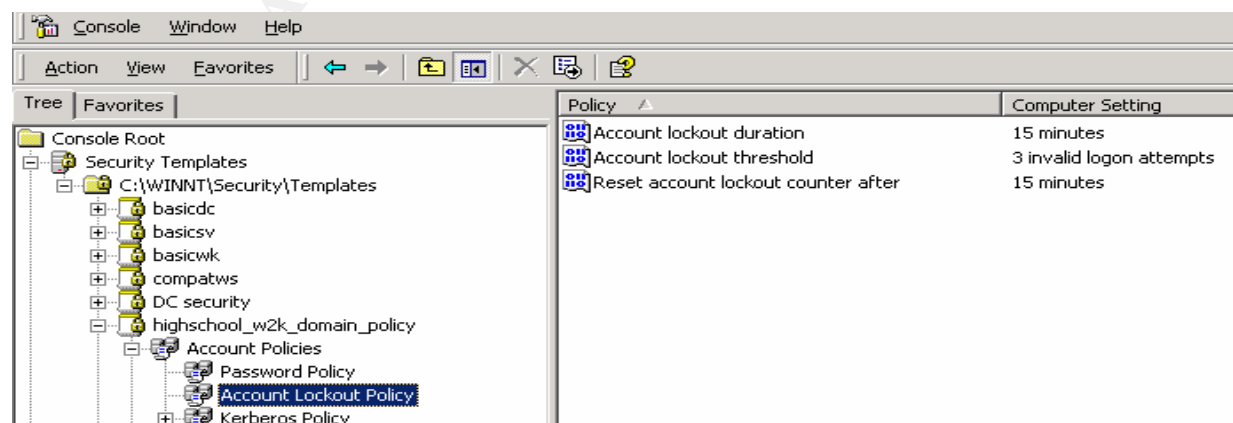 Console Window Help
Action View Favorites
Tree Favorites
Policy Computer Setting
Console Root
Security Templates
C:\WINNT\Security\Templates
basicdc
basicsv
basicwk
compatws
DC security
highschool_w2k_domain_policy
Account Policies
Password Policy
Account Lockout Policy
Kerberos Policy
Account lockout duration 15 minutes
Account lockout threshold 3 invalid logon attempts
Reset account lockout counter after 15 minutes